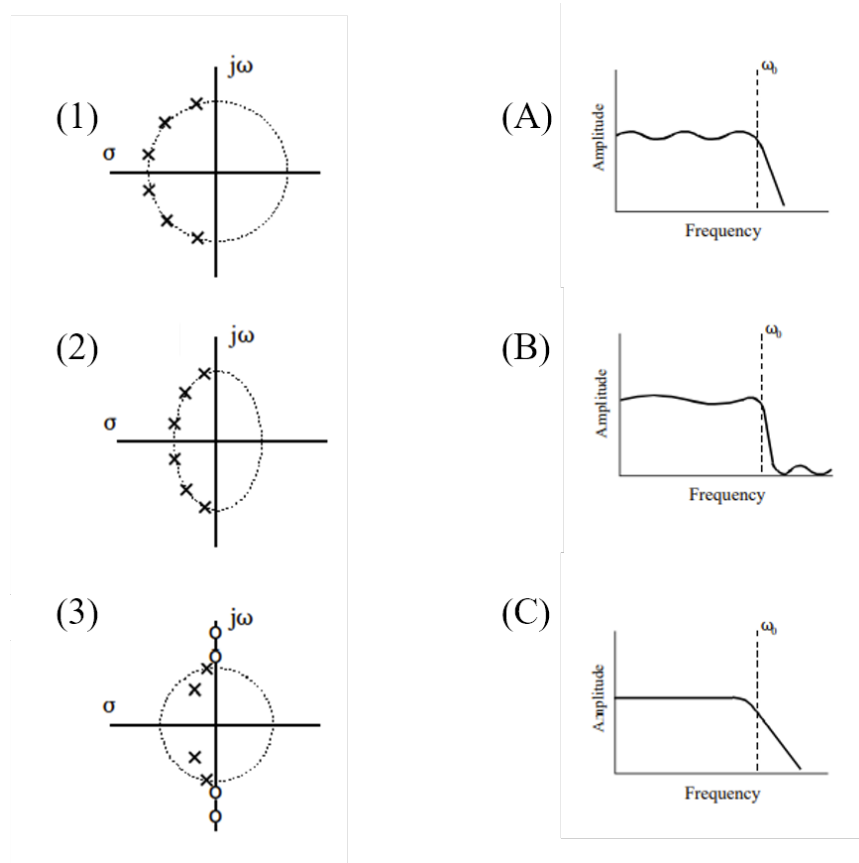 (1)
jω
σ
(A)
ω₀
Amplitude
Frequency
(2)
jω
σ
(B)
ω₀
Amplitude
Frequency
(3)
jω
σ
(C)
ω₀
Amplitude
Frequency